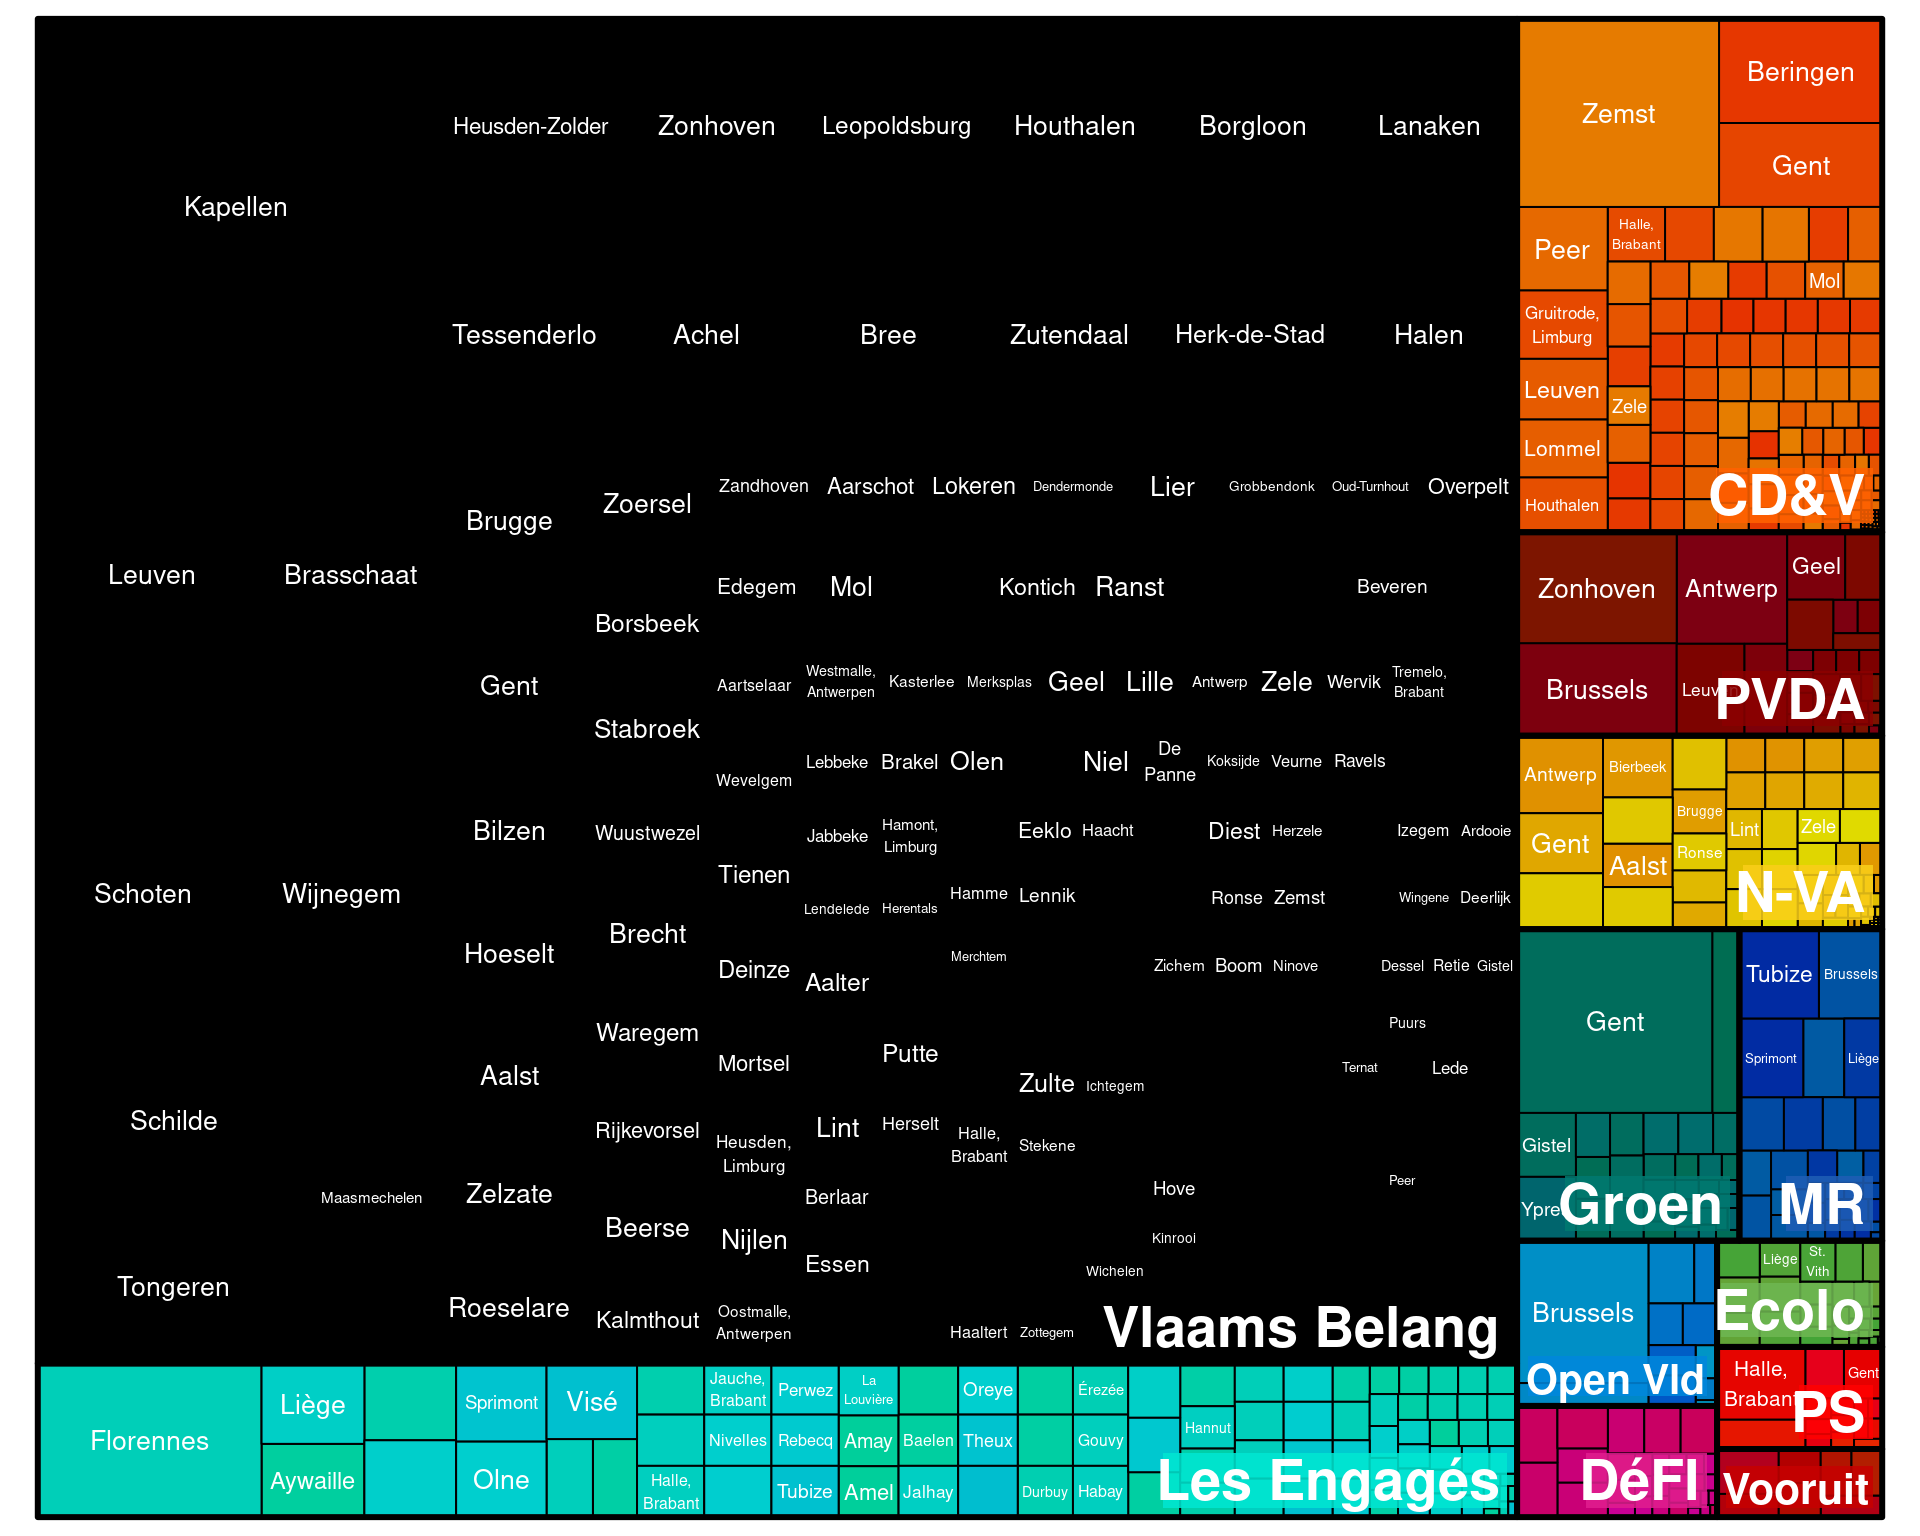 Heusden-Zolder
Zonhoven
Leopoldsburg
Houthalen
Borgloon
Lanaken
Kapellen
Tessenderlo
Achel
Bree
Zutendaal
Herk-de-Stad
Halen
Leuven
Brasschaat
Brugge
Zoersel
Zandhoven
Aarschot
Lokeren
Dendermonde
Lier
Grobbendonk
Oud-Turnhout
Overpelt
Edegem
Mol
Kontich
Ranst
Beveren
Borsbeek
Gent
Stabroek
Aartselaar
Westmalle,
Antwerpen
Kasterlee
Merksplas
Geel
Lille
Antwerp
Zele
Wervik
Tremelo,
Brabant
Wevelgem
Lebbeke
Brakel
Olen
Niel
De
Panne
Koksijde
Veurne
Ravels
Bilzen
Wuustwezel
Tienen
Jabbeke
Hamont,
Limburg
Eeklo
Haacht
Diest
Herzele
Izegem
Ardooie
Schoten
Wijnegem
Lendelede
Herentals
Hamme
Lennik
Ronse
Zemst
Wingene
Deerlijk
Hoeselt
Brecht
Deinze
Aalter
Merchtem
Zichem
Boom
Ninove
Dessel
Retie
Gistel
Waregem
Mortsel
Putte
Puurs
Aalst
Zulte
Ichtegem
Ternat
Lede
Schilde
Rijkevorsel
Heusden,
Limburg
Lint
Herselt
Halle,
Brabant
Stekene
Maasmechelen
Zelzate
Beerse
Nijlen
Berlaar
Essen
Hove
Peer
Kinrooi
Wichelen
Tongeren
Roeselare
Kalmthout
Oostmalle,
Antwerpen
Haaltert
Zottegem
Vlaams Belang
Florennes
Liège
Aywaille
Sprimont
Olne
Visé
Halle,
Brabant
Jauche,
Brabant
Nivelles
Perwez
Rebecq
Tubize
La
Louvière
Amay
Amel
Baelen
Jalhay
Oreye
Theux
Durbuy
Érezée
Gouvy
Habay
Hannut
Les Engagés
Zemst
Beringen
Gent
Peer
Halle,
Brabant
Mol
Gruitrode,
Limburg
Leuven
Zele
Lommel
Houthalen
CD&V
Zonhoven
Antwerp
Geel
Brussels
PVDA
Antwerp
Bierbeek
Brugge
Gent
Aalst
Ronse
Lint
Zele
N-VA
Gent
Gistel
Groen
Tubize
Brussels
Sprimont
Liège
MR
Brussels
Open Vld
Liège
St.
Vith
Ecolo
Halle,
Brabant
Gent
PS
DéFI
Vooruit